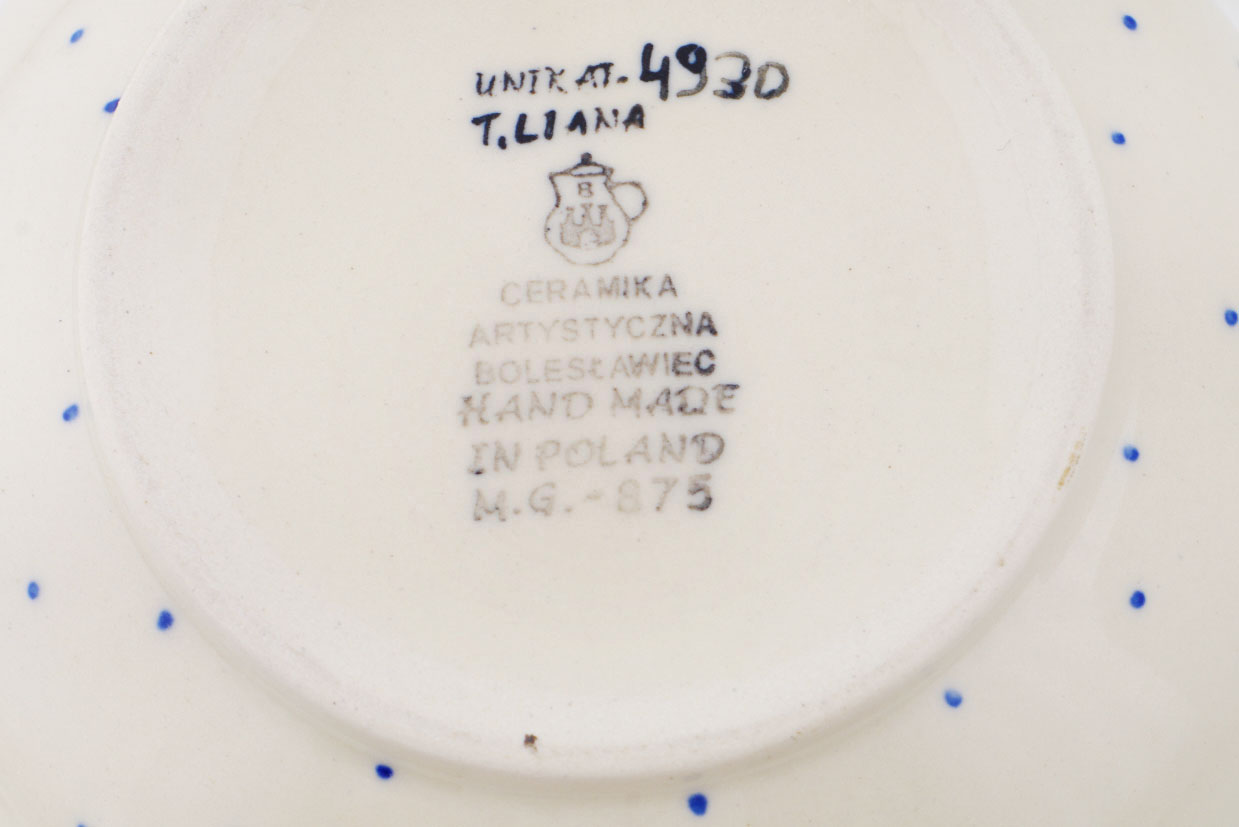 UNIKAT-4930
T.LIANA
B
CERAMIKA
ARTYSTYCZNA
BOLESŁAWIEC
HAND MADE
IN POLAND
M.G.-875